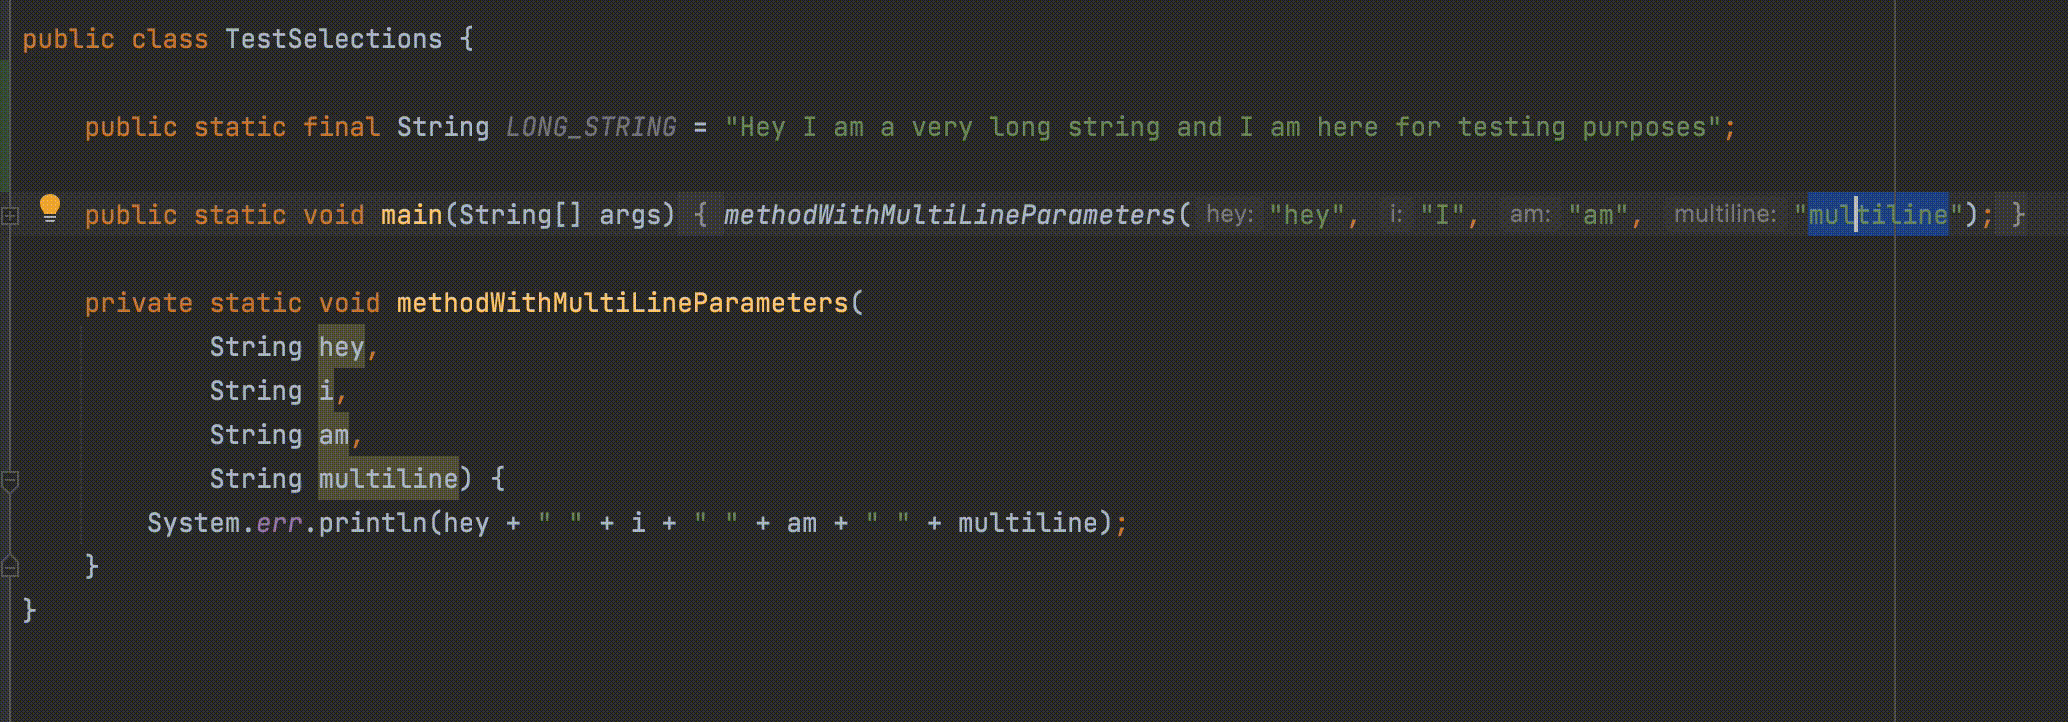 public class TestSelections {
public static final String LONG_STRING = "Hey I am a very long string and I am here for testing purposes";
public static void main(String[] args) { methodWithMultiLineParameters( hey: "hey", i: "I", am: "am", multiline: "multiline"); }
private static void methodWithMultiLineParameters(
String hey,
String i,
String am,
String multiline) {
System.err.println(hey + " " + i + " " + am + " " + multiline);
}
}